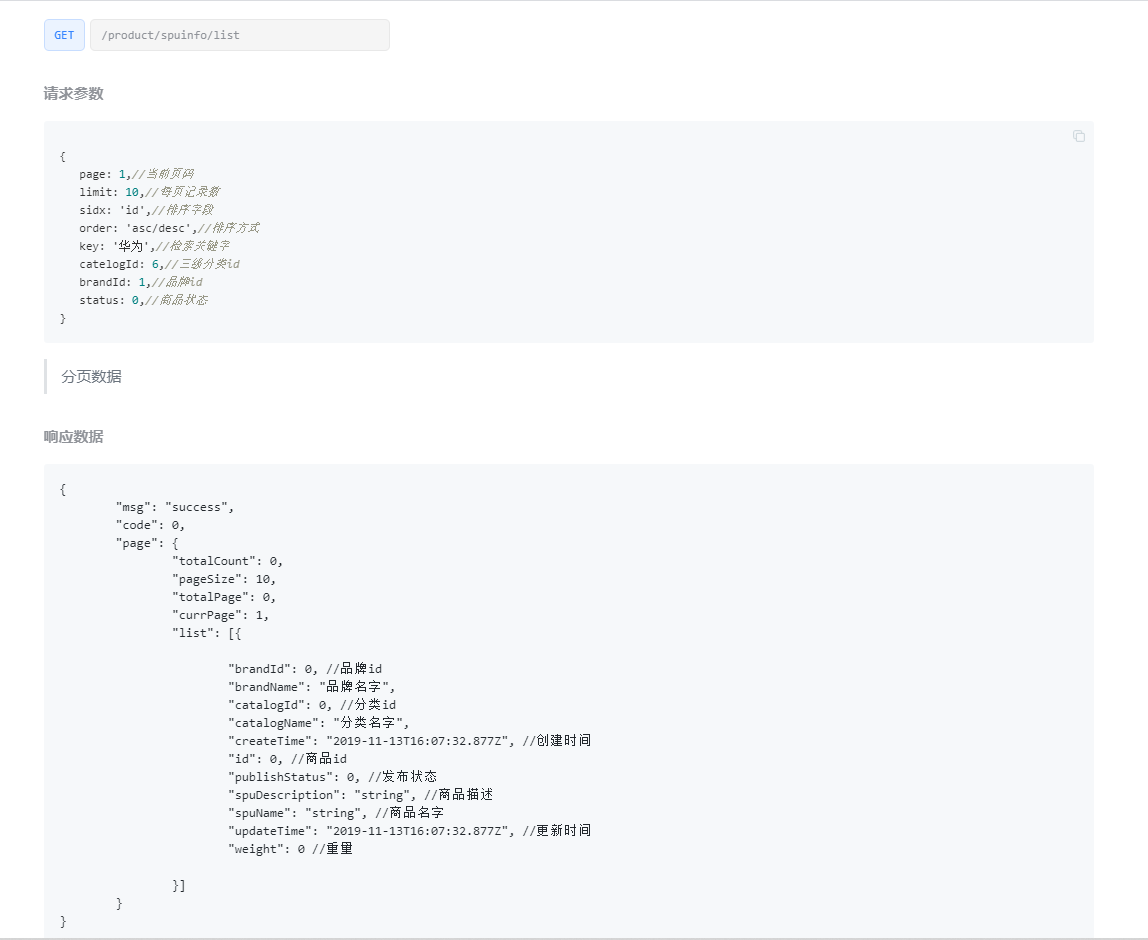 GET /product/spuinfo/list
请求参数
{
page: 1,//当前页码
limit: 10,//每页记录数
sidx: 'id',//排序字段
order: 'asc/desc',//排序方式
key: '华为',//检索关键字
catelogId: 6,//三级分类id
brandId: 1,//品牌id
status: 0,//商品状态
}
分页数据
响应数据
{
"msg": "success",
"code": 0,
"page": {
"totalCount": 0,
"pageSize": 10,
"totalPage": 0,
"currPage": 1,
"list": [{
"brandId": 0, //品牌id
"brandName": "品牌名字",
"catalogId": 0, //分类id
"catalogName": "分类名字",
"createTime": "2019-11-13T16:07:32.877Z", //创建时间
"id": 0, //商品id
"publishStatus": 0, //发布状态
"spuDescription": "string", //商品描述
"spuName": "string", //商品名字
"updateTime": "2019-11-13T16:07:32.877Z", //更新时间
"weight": 0 //重量
}]
}
}